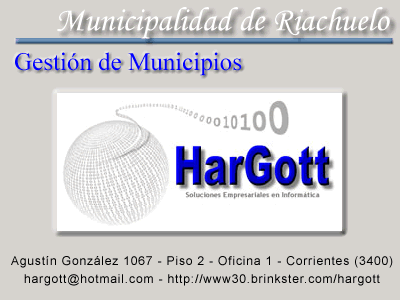 Municipalidad de Riachuelo
Gestión de Municipios
HarGott
Soluciones Empresariales en Informática
Agustín González 1067 - Piso 2 - Oficina 1 - Corrientes (3400)
hargott@hotmail.com - http://www30.brinkster.com/hargott